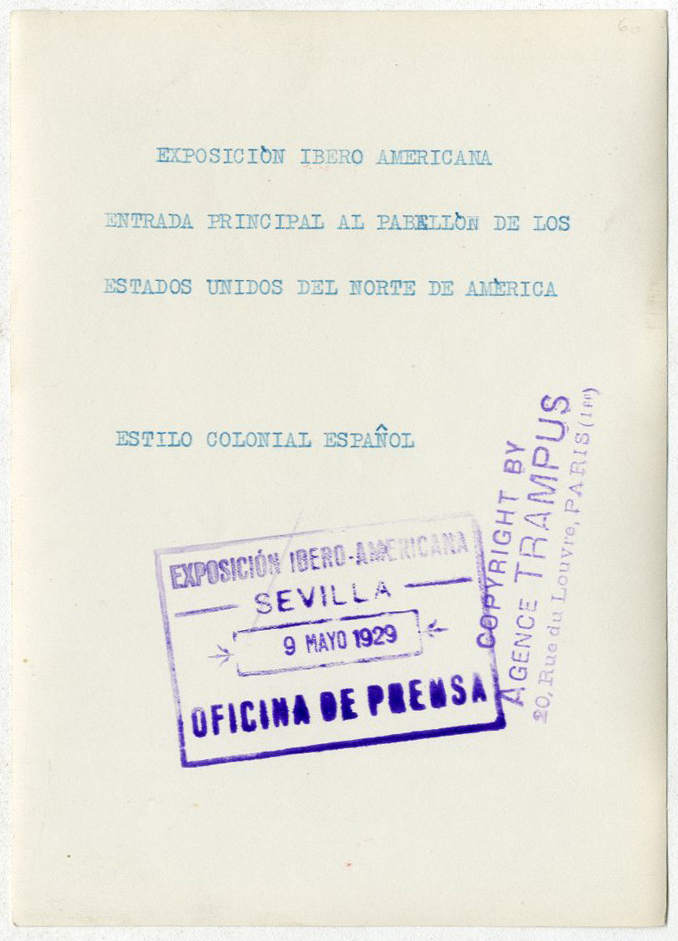 60
EXPOSICIÒN IBERO AMERICANA
ENTRADA PRINCIPAL AL PABELLÒN DE LOS
ESTADOS UNIDOS DEL NORTE DE AMÈRICA
ESTILO COLONIAL ESPAÑOL
EXPOSICIÓN IBERO-AMERICANA
SEVILLA
9 MAYO 1929
OFICINA DE PRENSA
COPYRIGHT BY
AGENCE TRAMPUS
20, Rue du Louvre, PARIS (1er)